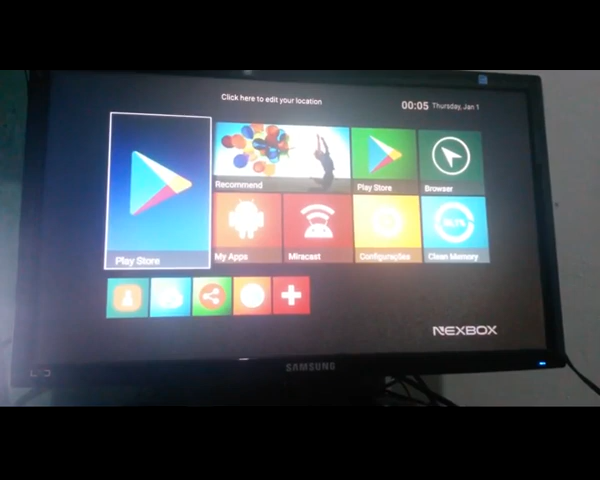 Click here to edit your location
00:05 Thursday, Jan 1
Recommend
Play Store
Browser
Play Store
My Apps
Miracast
Configurações
Clean Memory
NEXBOX
SAMSUNG